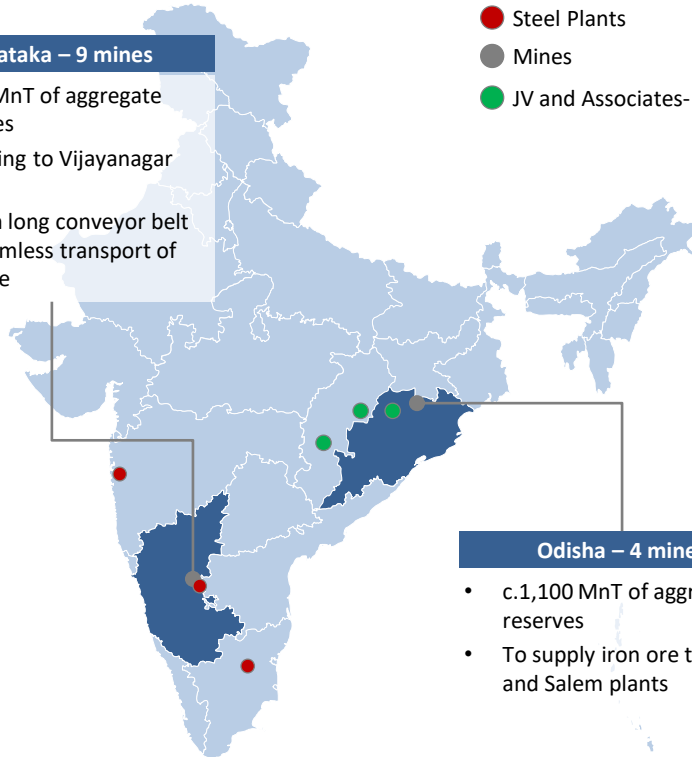 Steel Plants
Mines
JV and Associates-
ataka – 9 mines
MnT of aggregate
es
ing to Vijayanagar
long conveyor belt
mless transport of
e
Odisha – 4 mine
• c.1,100 MnT of aggr
reserves
• To supply iron ore t
and Salem plants